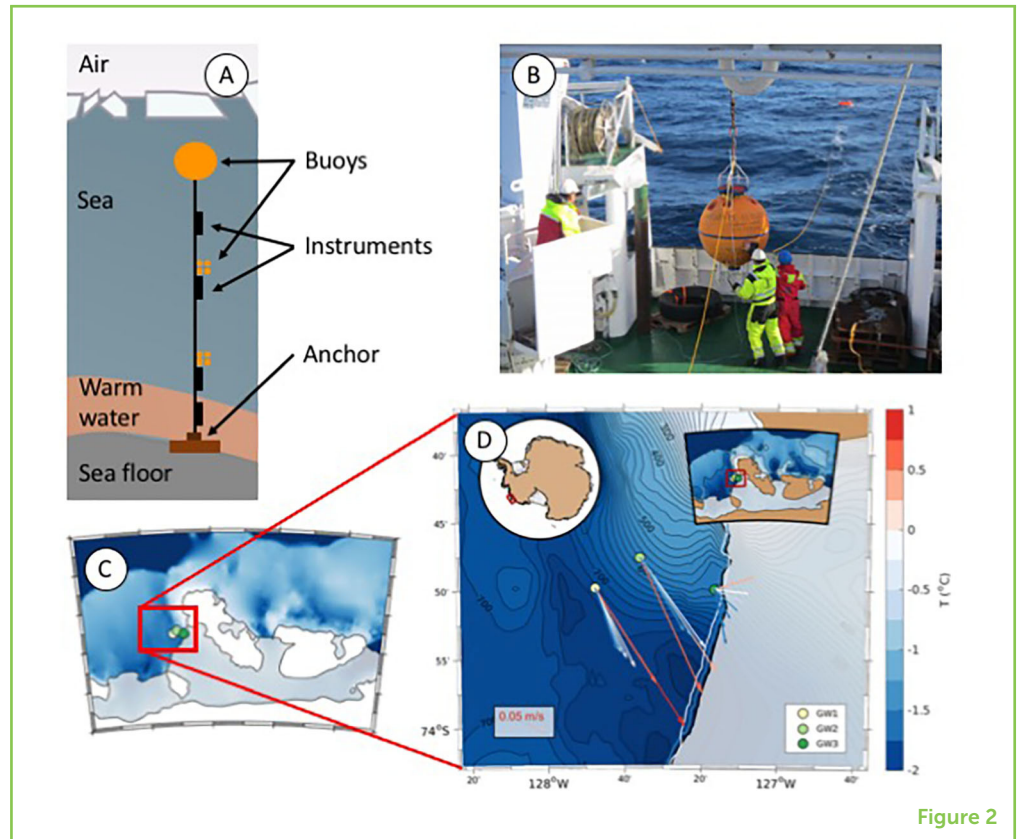 Air
A
Sea
Buoys
Instruments
Anchor
Warm
water
Sea floor
B
C
D
300
400
500
700
700
40'
45'
50'
55'
74°S
20'
128°W
40'
20'
127°W
40'
0.05 m/s
GW1
GW2
GW3
1
0.5
0
-0.5
-1
-1.5
-2
T (°C)
Figure 2